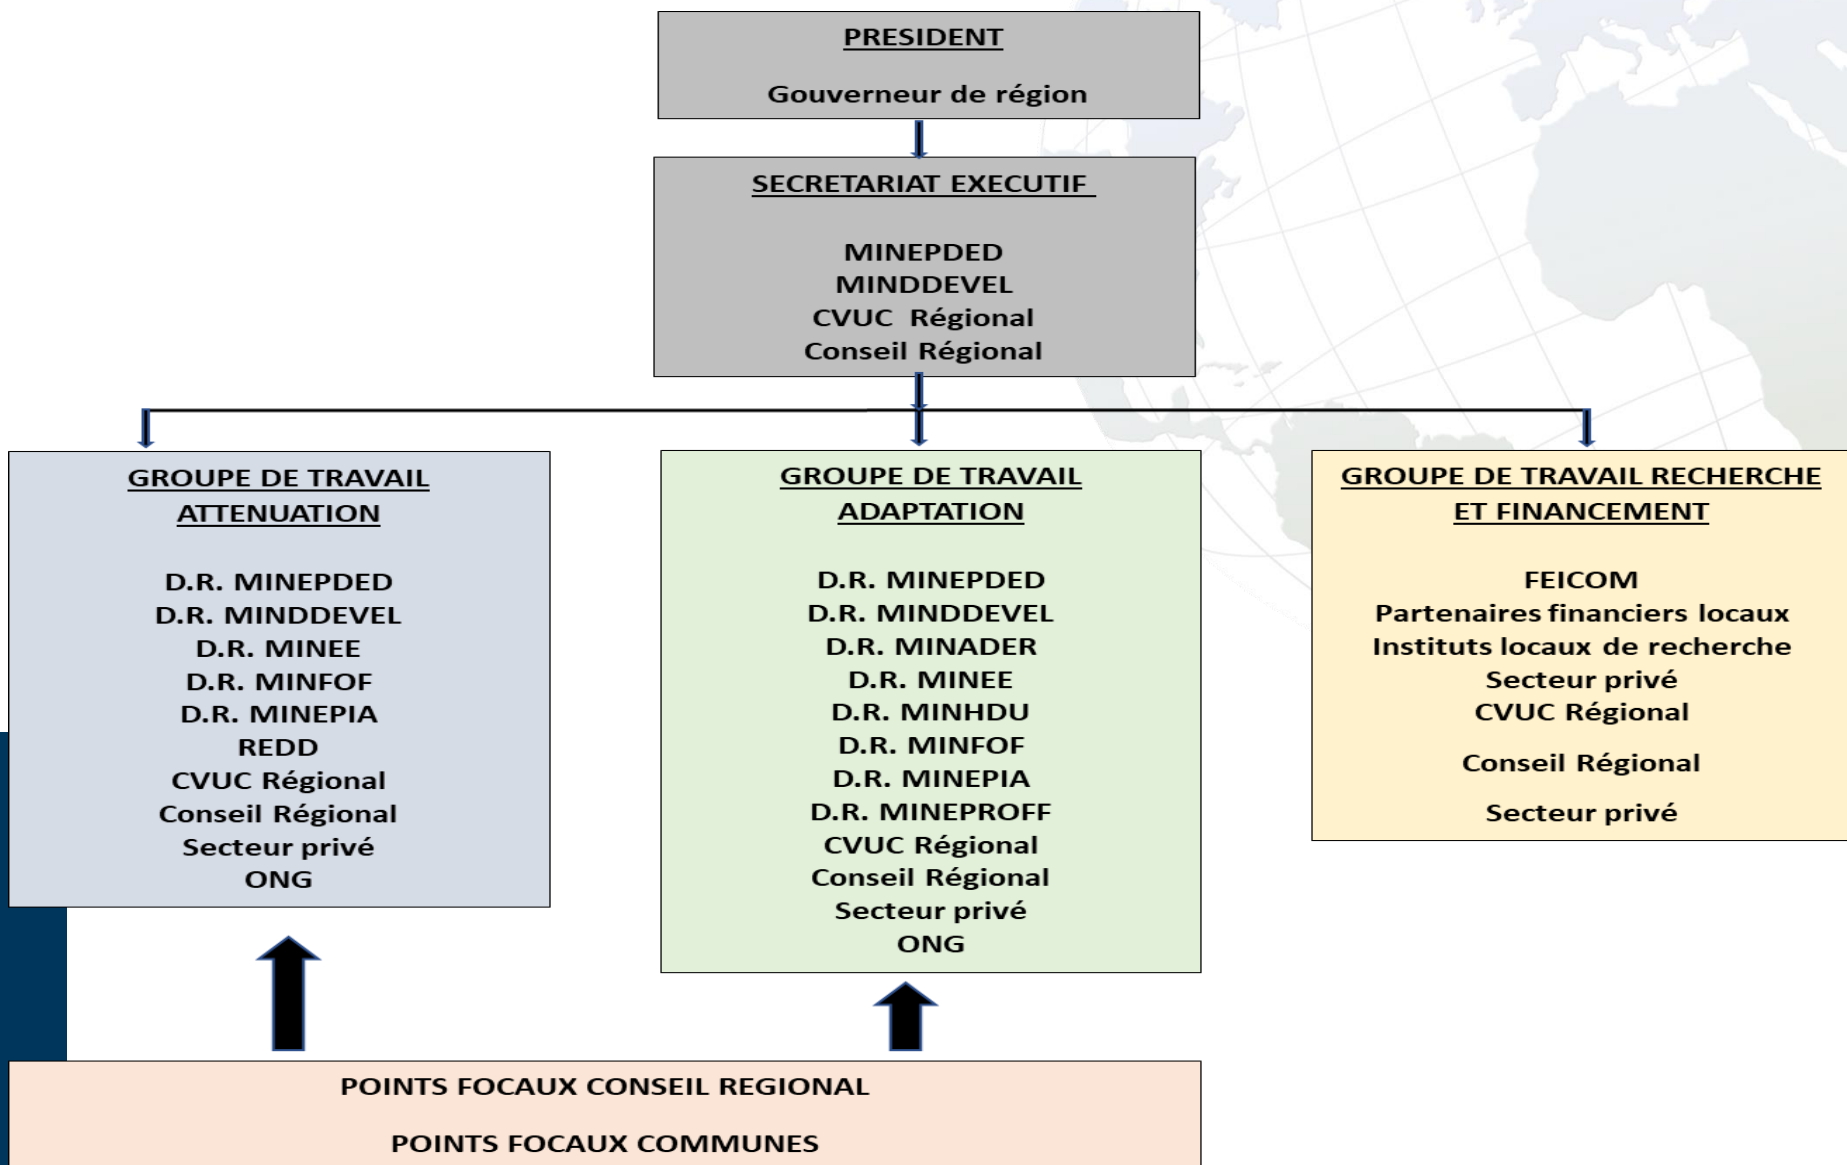 PRESIDENT
Gouverneur de région
SECRETARIAT EXECUTIF
MINEPDED
MINDDEVEL
CVUC Régional
Conseil Régional
GROUPE DE TRAVAIL
ATTENUATION
D.R. MINEPDED
D.R. MINDDEVEL
D.R. MINEE
D.R. MINFOF
D.R. MINEPIA
REDD
CVUC Régional
Conseil Régional
Secteur privé
ONG
GROUPE DE TRAVAIL
ADAPTATION
D.R. MINEPDED
D.R. MINDDEVEL
D.R. MINADER
D.R. MINEE
D.R. MINHDU
D.R. MINFOF
D.R. MINEPIA
D.R. MINEPROFF
CVUC Régional
Conseil Régional
Secteur privé
ONG
GROUPE DE TRAVAIL RECHERCHE
ET FINANCEMENT
FEICOM
Partenaires financiers locaux
Instituts locaux de recherche
Secteur privé
CVUC Régional
Conseil Régional
Secteur privé
POINTS FOCAUX CONSEIL REGIONAL
POINTS FOCAUX COMMUNES